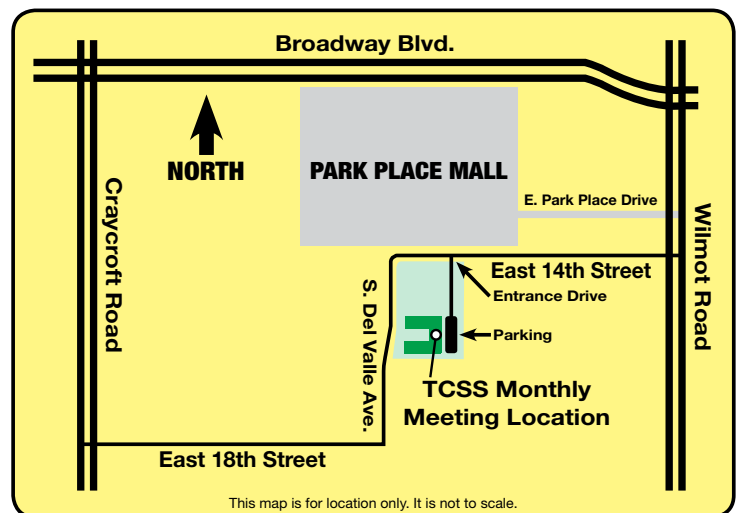 Broadway Blvd.
NORTH
PARK PLACE MALL
E. Park Place Drive
Craycroft Road
Wilmot Road
East 14th Street
Entrance Drive
S. Del Valle Ave.
Parking
TCSS Monthly
Meeting Location
East 18th Street
This map is for location only. It is not to scale.